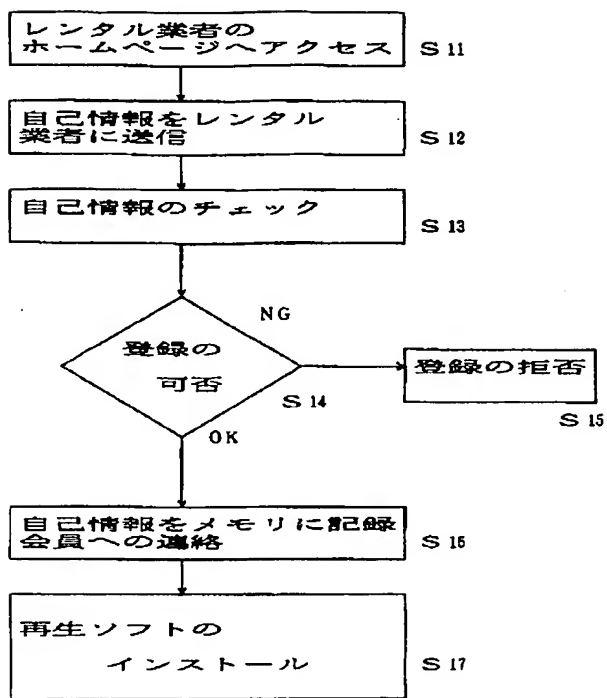 レンタル業者の
ホームページへアクセス
S11
自己情報をレンタル
業者に送信
S12
自己情報のチェック
S13
NG
登録の
可否
S14
登録の拒否
S15
OK
自己情報をメモリに記録
会員への連絡
S16
再生ソフトの
インストール
S17